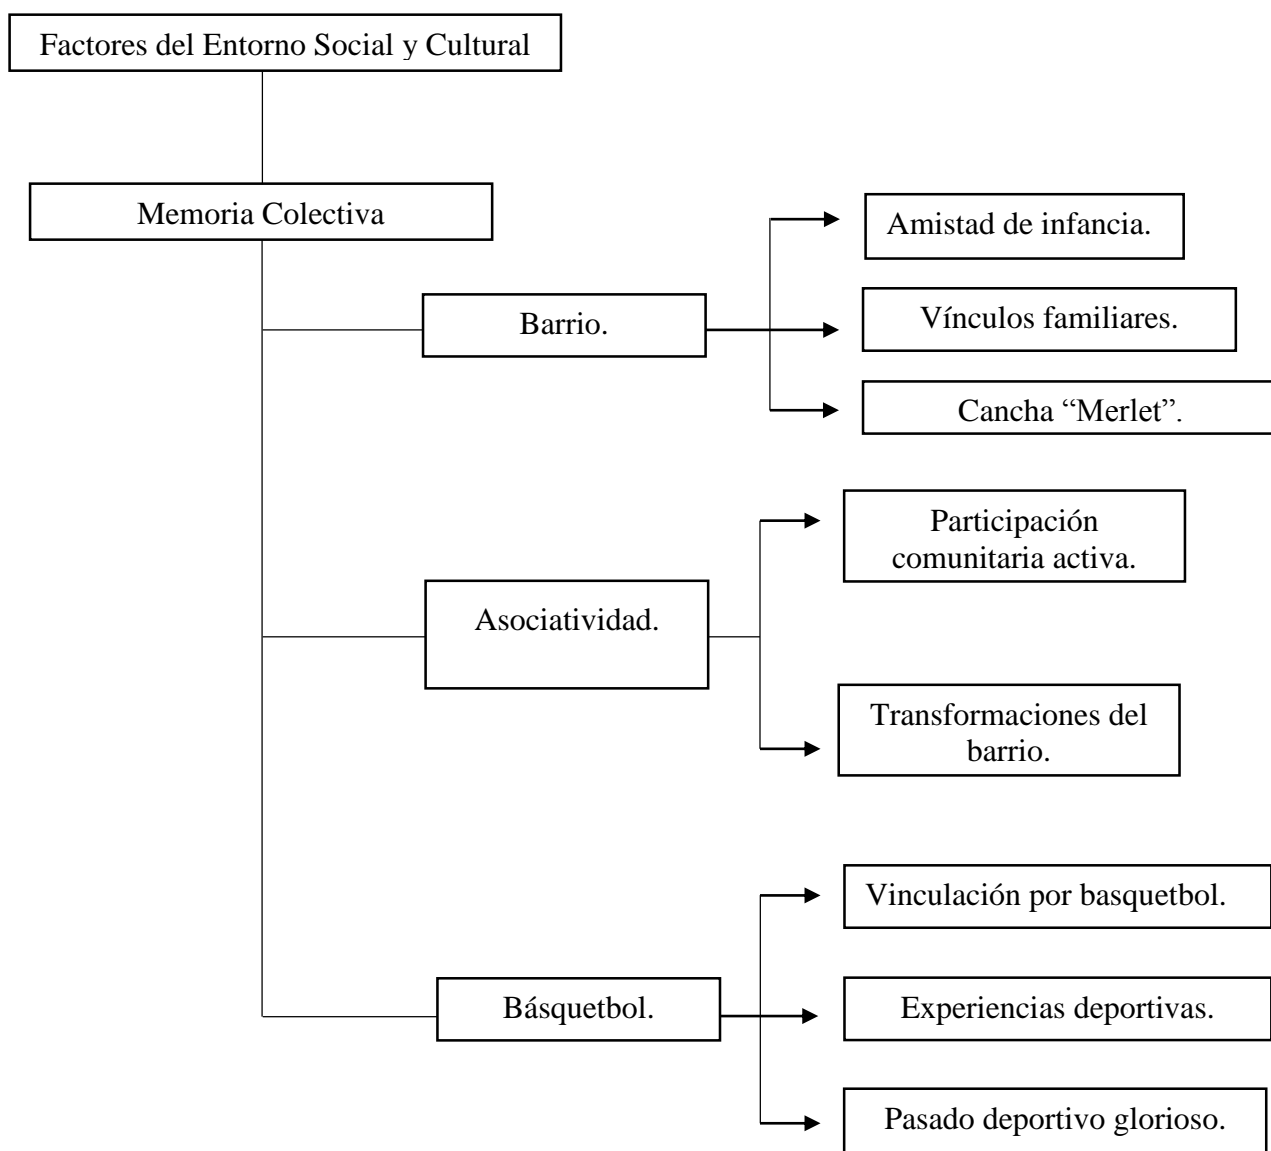 Factores del Entorno Social y Cultural
Memoria Colectiva
Barrio.
Amistad de infancia.
Vínculos familiares.
Cancha “Merlet”.
Asociatividad.
Participación
comunitaria activa.
Transformaciones del
barrio.
Básquetbol.
Vinculación por basquetbol.
Experiencias deportivas.
Pasado deportivo glorioso.